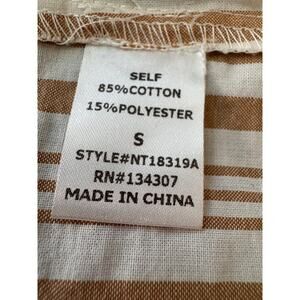 SELF
85%COTTON
15%POLYESTER
S
STYLE#NT18319A
RN#134307
MADE IN CHINA